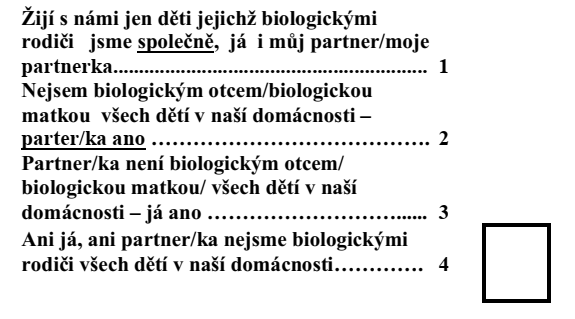 Žijí s námi jen děti jejichž biologickými
rodiči jsme společně, já i můj partner/moje
partnerka............................................................... 1
Nejsem biologickým otcem/biologickou
matkou všech dětí v naší domácnosti –
parter/ka ano …………………………………. 2
Partner/ka není biologickým otcem/
biologickou matkou/ všech dětí v naší
domácnosti – já ano ………………………...... 3
Ani já, ani partner/ka nejsme biologickými
rodiči všech dětí v naší domácnosti…………. 4